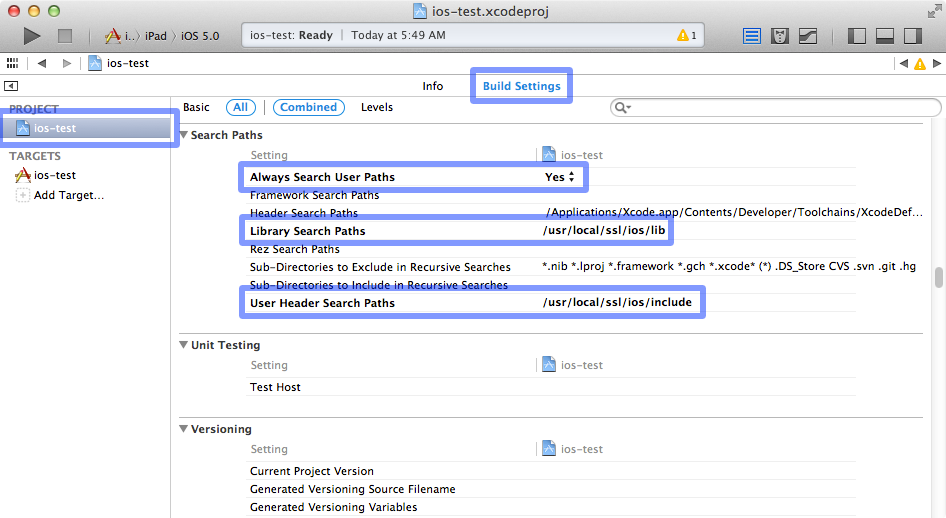 ios-test.xcodeproj
i..〉 iPad 〉 iOS 5.0
ios-test: Ready | Today at 5:49 AM
1
ios-test
Info
Build Settings
Basic All Combined Levels
PROJECT
ios-test
TARGETS
ios-test
Add Target...
Search Paths
Setting ios-test
Always Search User Paths Yes
Framework Search Paths
Header Search Paths /Applications/Xcode.app/Contents/Developer/Toolchains/XcodeDef...
Library Search Paths /usr/local/ssl/ios/lib
Rez Search Paths
Sub-Directories to Exclude in Recursive Searches *.nib *.lproj *.framework *.gch *.xcode* (*) .DS_Store CVS .svn .git .hg
Sub-Directories to Include in Recursive Searches
User Header Search Paths /usr/local/ssl/ios/include
Unit Testing
Setting ios-test
Test Host
Versioning
Setting ios-test
Current Project Version
Generated Versioning Source Filename
Generated Versioning Variables